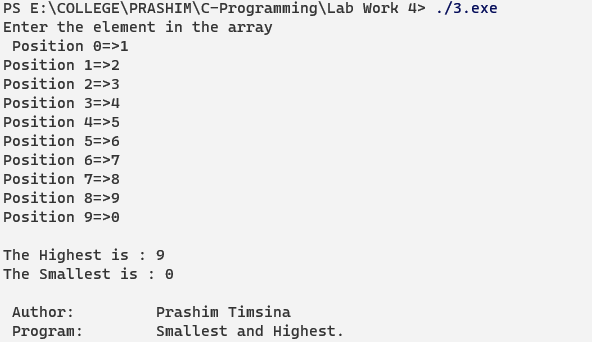 PS E:\COLLEGE\PRASHIM\C-Programming\Lab Work 4> ./3.exe
Enter the element in the array
 Position 0=>1
Position 1=>2
Position 2=>3
Position 3=>4
Position 4=>5
Position 5=>6
Position 6=>7
Position 7=>8
Position 8=>9
Position 9=>0

The Highest is : 9
The Smallest is : 0

 Author:         Prashim Timsina
 Program:        Smallest and Highest.